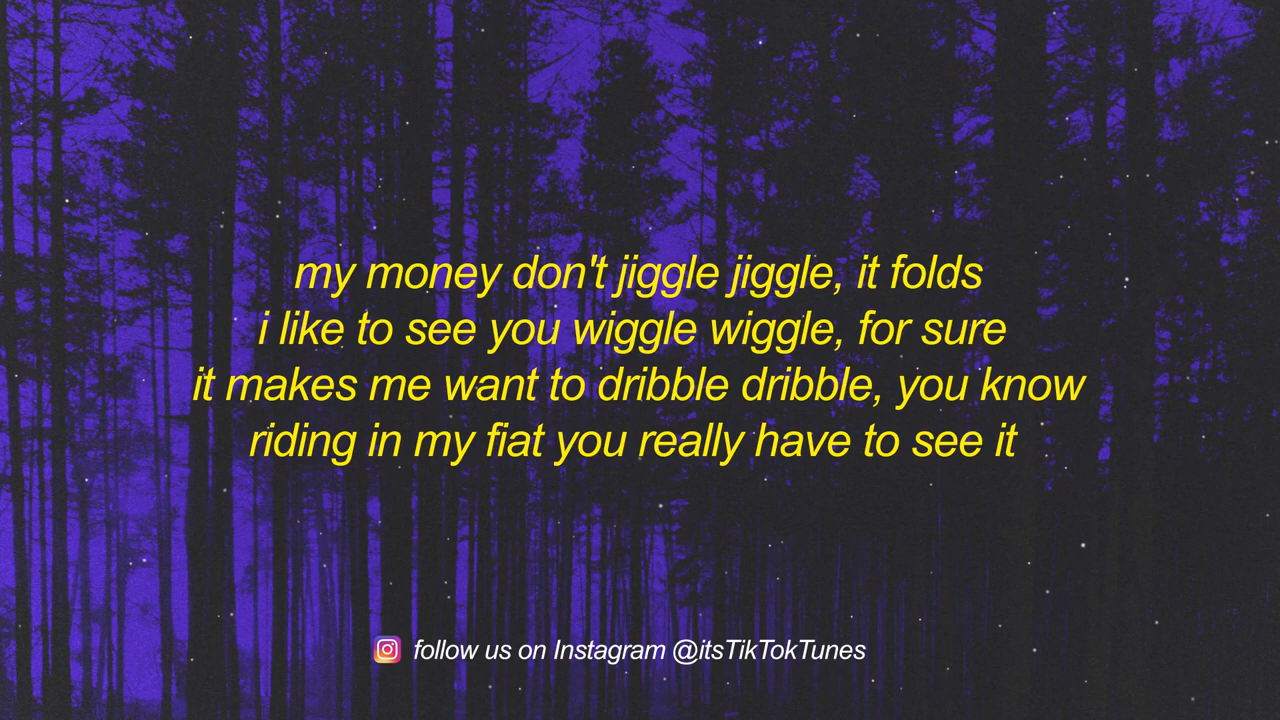 my money don't jiggle jiggle, it folds
i like to see you wiggle wiggle, for sure
it makes me want to dribble dribble, you know
riding in my fiat you really have to see it
follow us on Instagram @itsTikTokTunes